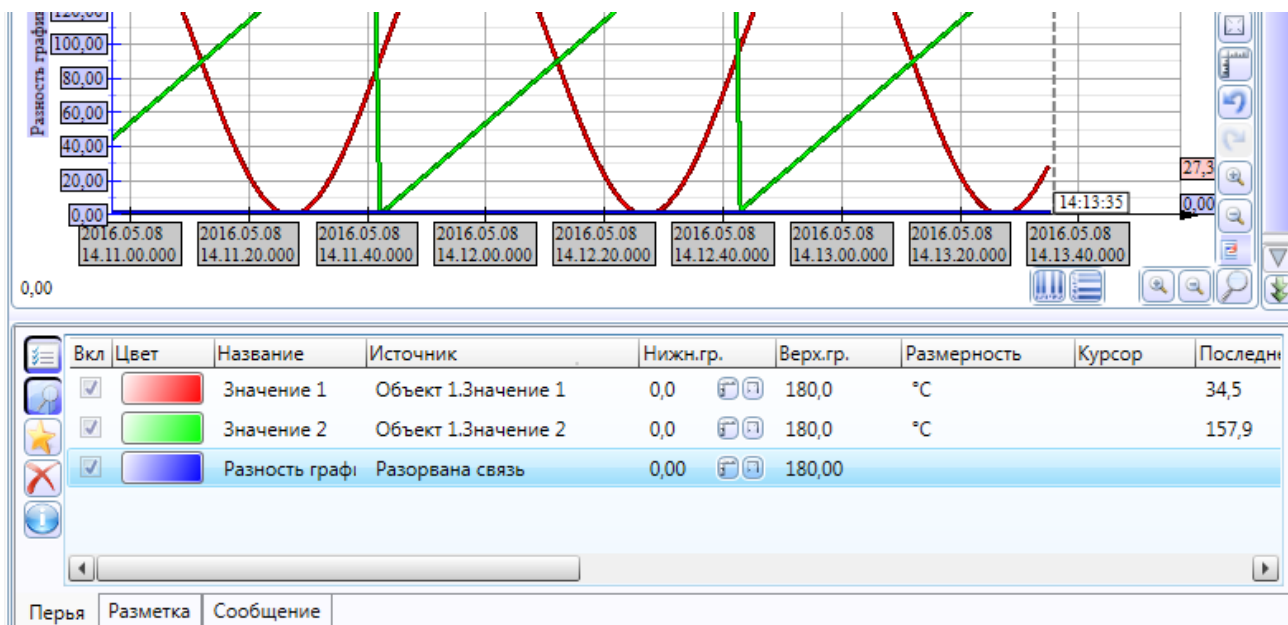 120,00
Разность графи
100,00
80,00
60,00
40,00
20,00
0,00
27,3
14:13:35
0,00
2016.05.08 2016.05.08 2016.05.08 2016.05.08 2016.05.08 2016.05.08 2016.05.08 2016.05.08 2016.05.08
14.11.00.000 14.11.20.000 14.11.40.000 14.12.00.000 14.12.20.000 14.12.40.000 14.13.00.000 14.13.20.000 14.13.40.000
0,00
Вкл Цвет Название Источник Нижн.гр. Верх.гр. Размерность Курсор Последн
Значение 1 Объект 1.Значение 1 0,0 180,0 °C 34,5
Значение 2 Объект 1.Значение 2 0,0 180,0 °C 157,9
Разность графи Разорвана связь 0,00 180,00
Перья Разметка Сообщение